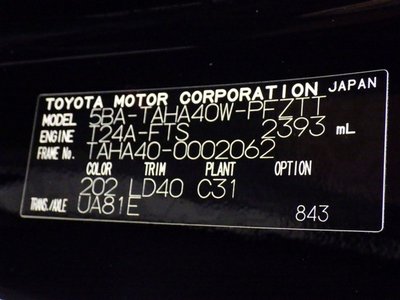 TOYOTA MOTOR CORPORATION JAPAN
MODEL 5BA-TAHA40W-PFZTT
ENGINE T24A-FTS 2393 mL
FRAME No. TAHA40-0002062
COLOR TRIM PLANT OPTION
202 LD40 C31
TRANS./AXLE UA81E 843